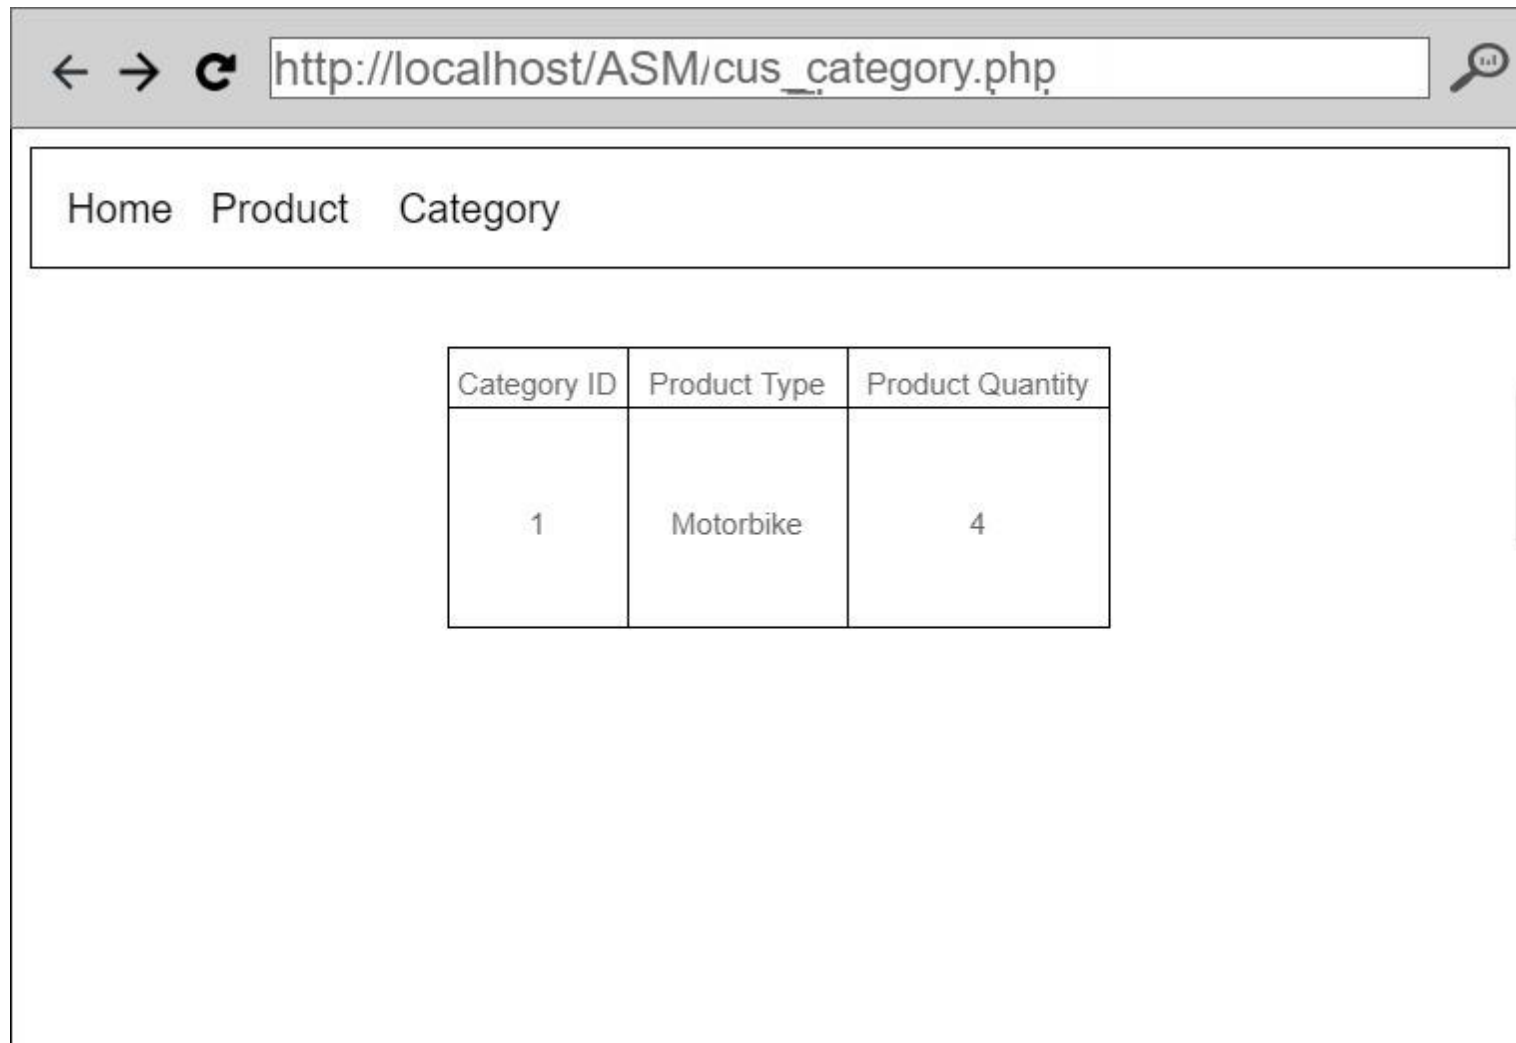 http://localhost/ASM/cus_category.php
Home Product Category
Category ID Product Type Product Quantity
1 Motorbike 4